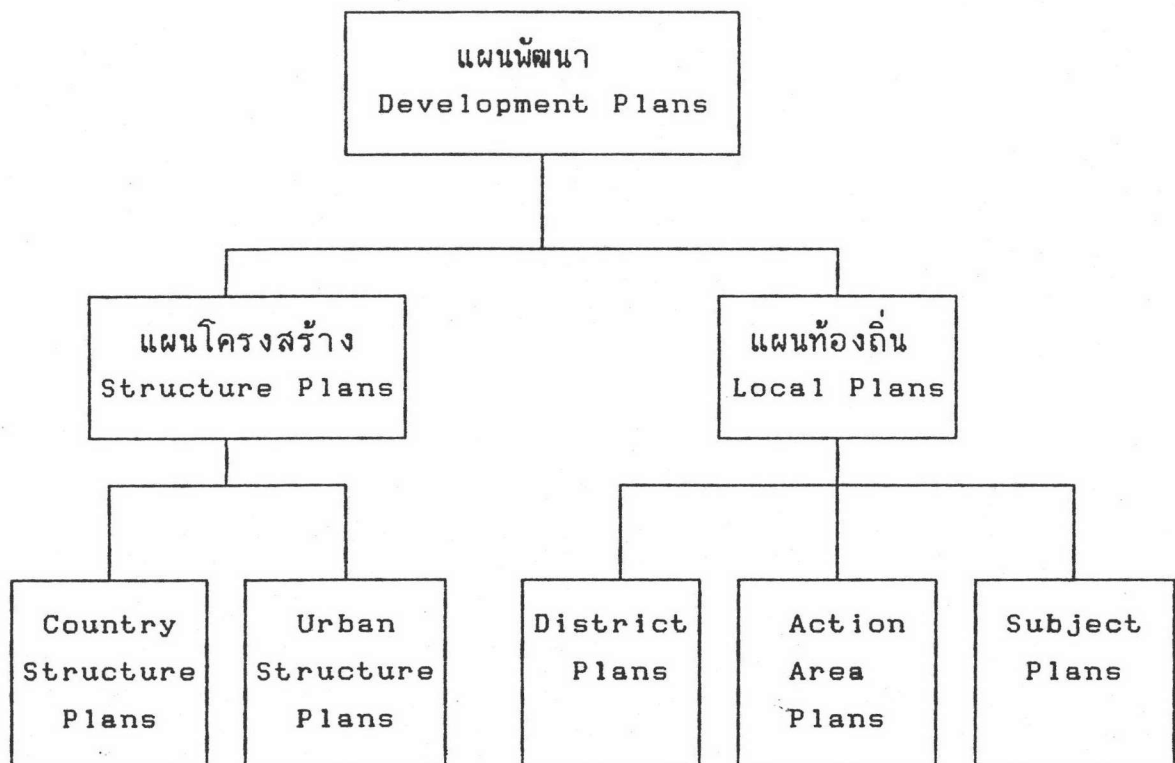 แผนพัฒนา
Development Plans
แผนโครงสร้าง
Structure Plans
แผนท้องถิ่น
Local Plans
Country
Structure
Plans
Urban
Structure
Plans
District
Plans
Action
Area
Plans
Subject
Plans